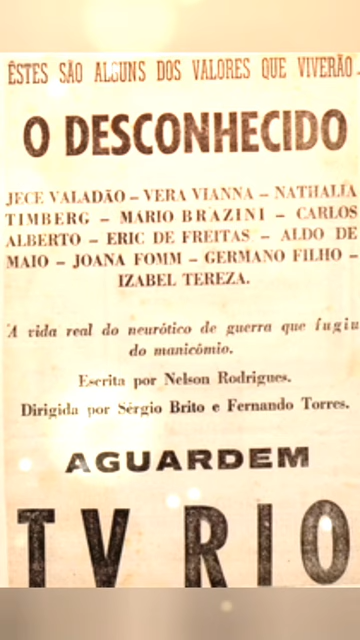 ÊSTES SÃO ALGUNS DOS VALORES QUE VIVERÃO
O DESCONHECIDO
JECE VALADÃO – VERA VIANNA – NATHALIA
TIMBERG – MARIO BRAZINI – CARLOS
ALBERTO – ERIC DE FREITAS – ALDO DE
MAIO – JOANA FOMM – GERMANO FILHO –
IZABEL TEREZA.
A vida real do neurótico de guerra que fugiu
do manicômio.
Escrita por Nelson Rodrigues.
Dirigida por Sérgio Brito e Fernando Torres.
AGUARDEM
TV RIO